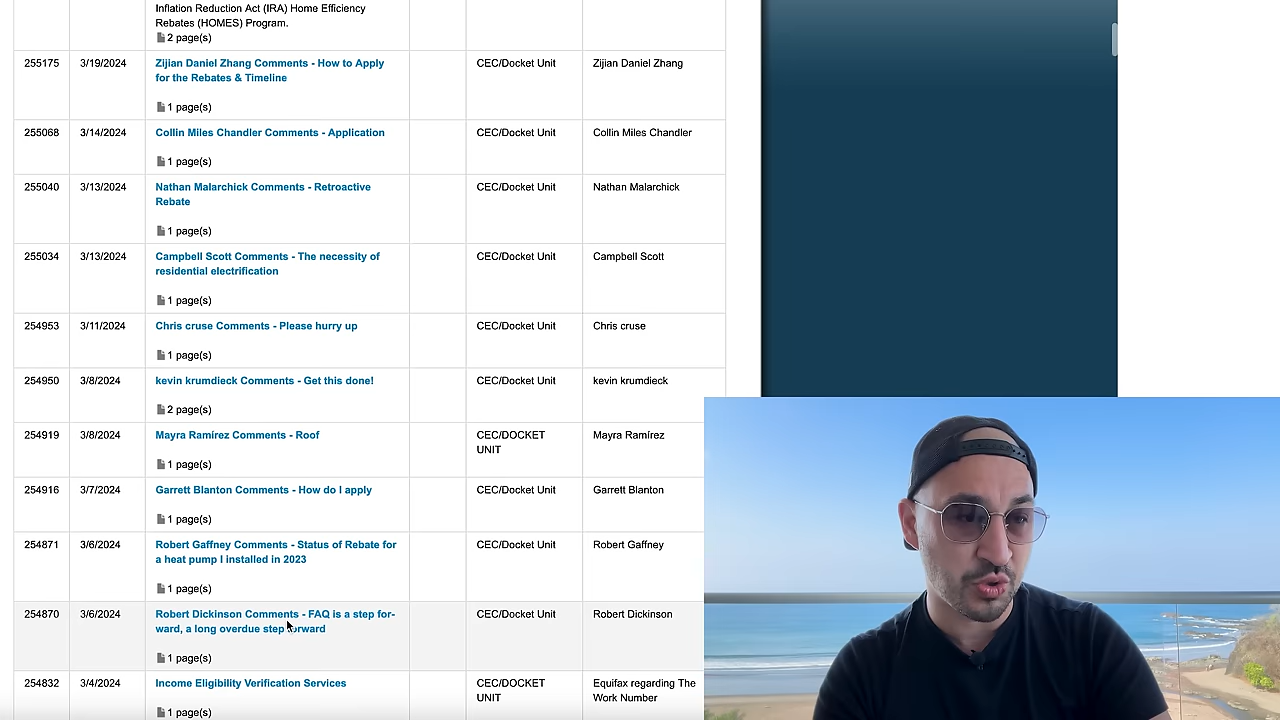 Inflation Reduction Act (IRA) Home Efficiency
Rebates (HOMES) Program.
2 page(s)
255175 3/19/2024 Zijian Daniel Zhang Comments - How to Apply CEC/Docket Unit Zijian Daniel Zhang
for the Rebates & Timeline
1 page(s)
255068 3/14/2024 Collin Miles Chandler Comments - Application CEC/Docket Unit Collin Miles Chandler
1 page(s)
255040 3/13/2024 Nathan Malarchick Comments - Retroactive CEC/Docket Unit Nathan Malarchick
Rebate
1 page(s)
255034 3/13/2024 Campbell Scott Comments - The necessity of CEC/Docket Unit Campbell Scott
residential electrification
1 page(s)
254953 3/11/2024 Chris cruse Comments - Please hurry up CEC/Docket Unit Chris cruse
1 page(s)
254950 3/8/2024 kevin krumdieck Comments - Get this done! CEC/Docket Unit kevin krumdieck
2 page(s)
254919 3/8/2024 Mayra Ramírez Comments - Roof CEC/DOCKET Mayra Ramírez
UNIT
1 page(s)
254916 3/7/2024 Garrett Blanton Comments - How do I apply CEC/Docket Unit Garrett Blanton
1 page(s)
254871 3/6/2024 Robert Gaffney Comments - Status of Rebate for CEC/Docket Unit Robert Gaffney
a heat pump I installed in 2023
1 page(s)
254870 3/6/2024 Robert Dickinson Comments - FAQ is a step for- CEC/Docket Unit Robert Dickinson
ward, a long overdue step forward
1 page(s)
254832 3/4/2024 Income Eligibility Verification Services CEC/DOCKET Equifax regarding The
UNIT Work Number
1 page(s)